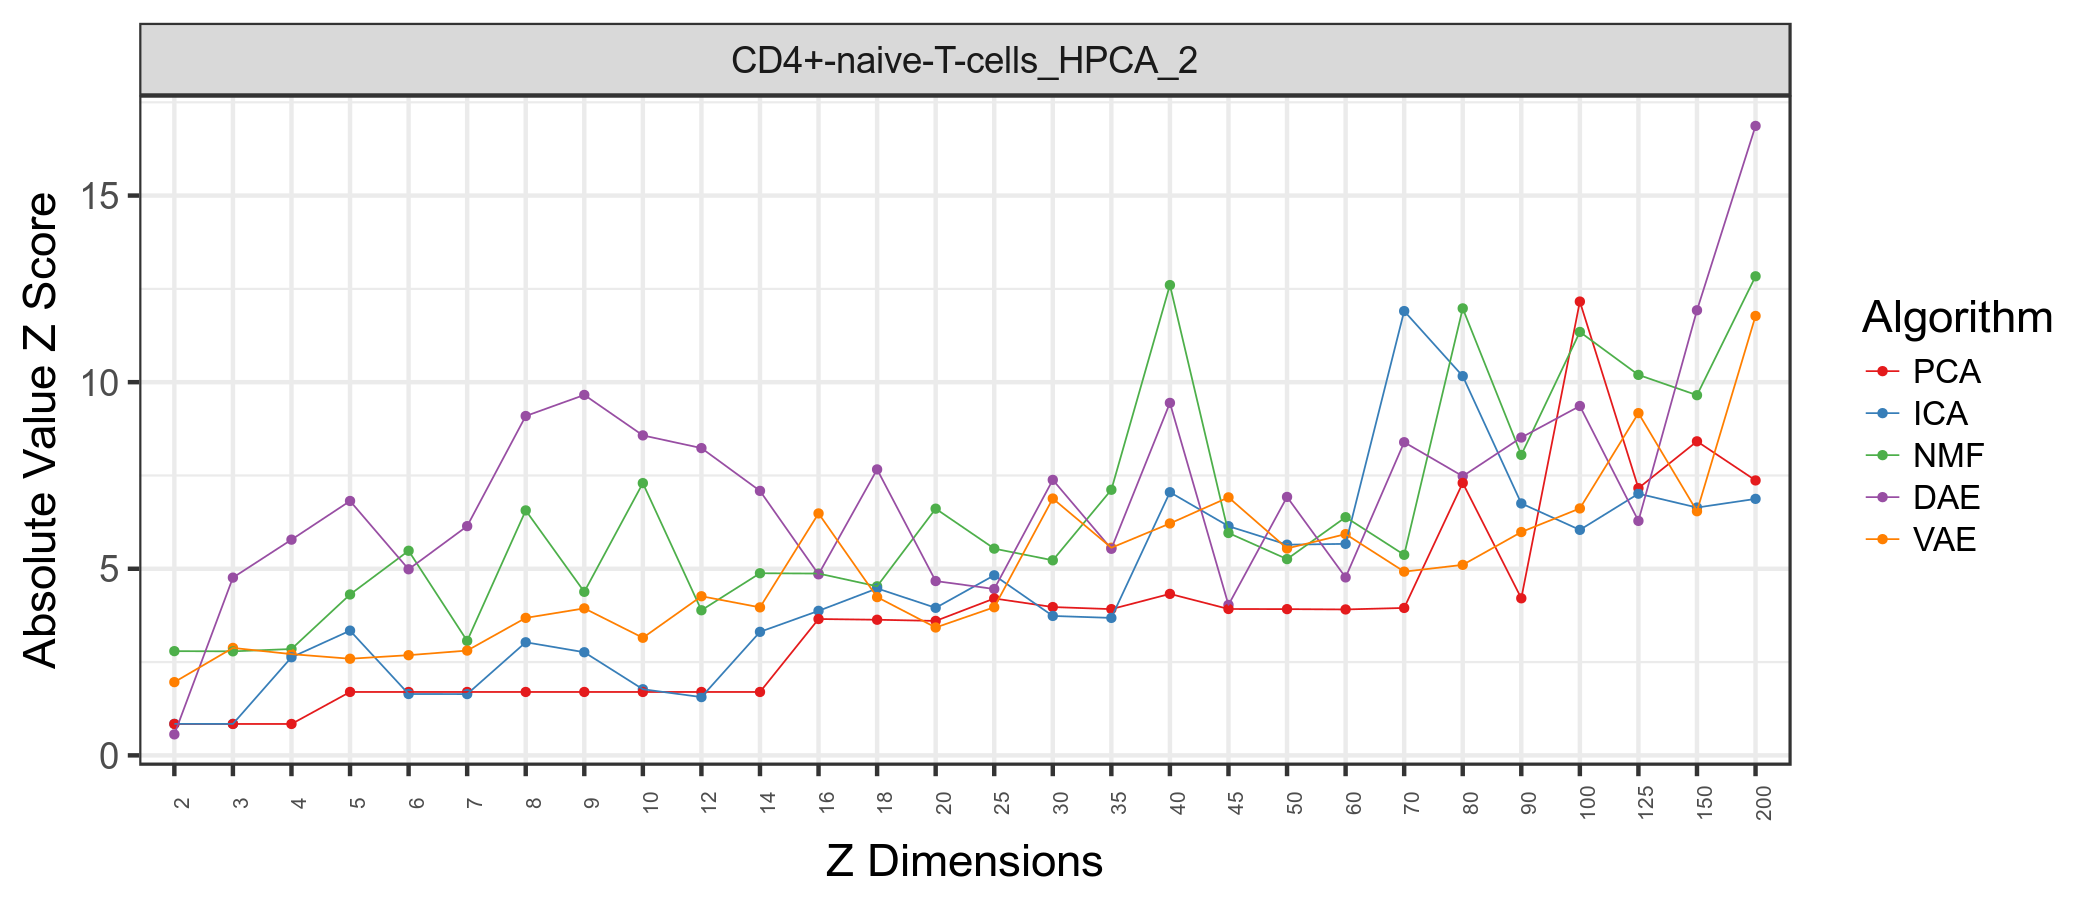 CD4+-naive-T-cells_HPCA_2
Absolute Value Z Score
15
10
5
0
2 3 4 5 6 7 8 9 10 12 14 16 18 20 25 30 35 40 45 50 60 70 80 90 100 125 150 200
Z Dimensions
Algorithm
PCA
ICA
NMF
DAE
VAE